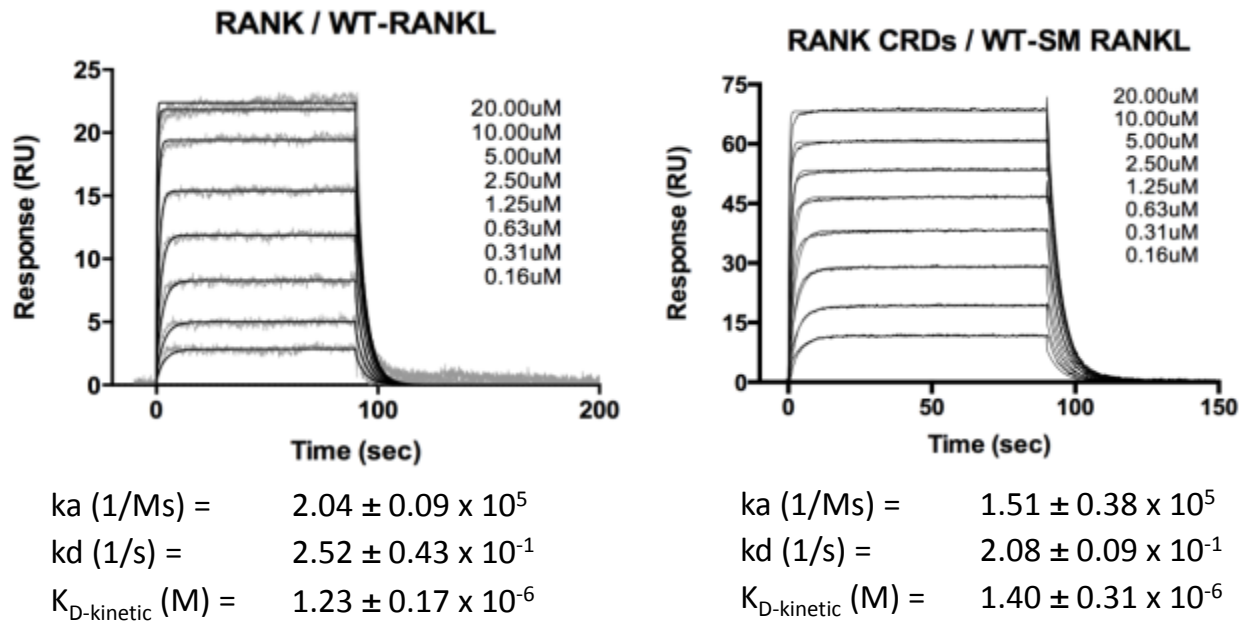 RANK / WT-RANKL
25
20
15
10
5
0
Response (RU)
20.00uM
10.00uM
5.00uM
2.50uM
1.25uM
0.63uM
0.31uM
0.16uM
0
100
200
Time (sec)
ka (1/Ms) = 2.04 ± 0.09 x 10⁵
kd (1/s) = 2.52 ± 0.43 x 10⁻¹
K_D-kinetic (M) = 1.23 ± 0.17 x 10⁻⁶
RANK CRDs / WT-SM RANKL
75
60
45
30
15
0
Response (RU)
20.00uM
10.00uM
5.00uM
2.50uM
1.25uM
0.63uM
0.31uM
0.16uM
0
50
100
150
Time (sec)
ka (1/Ms) = 1.51 ± 0.38 x 10⁵
kd (1/s) = 2.08 ± 0.09 x 10⁻¹
K_D-kinetic (M) = 1.40 ± 0.31 x 10⁻⁶